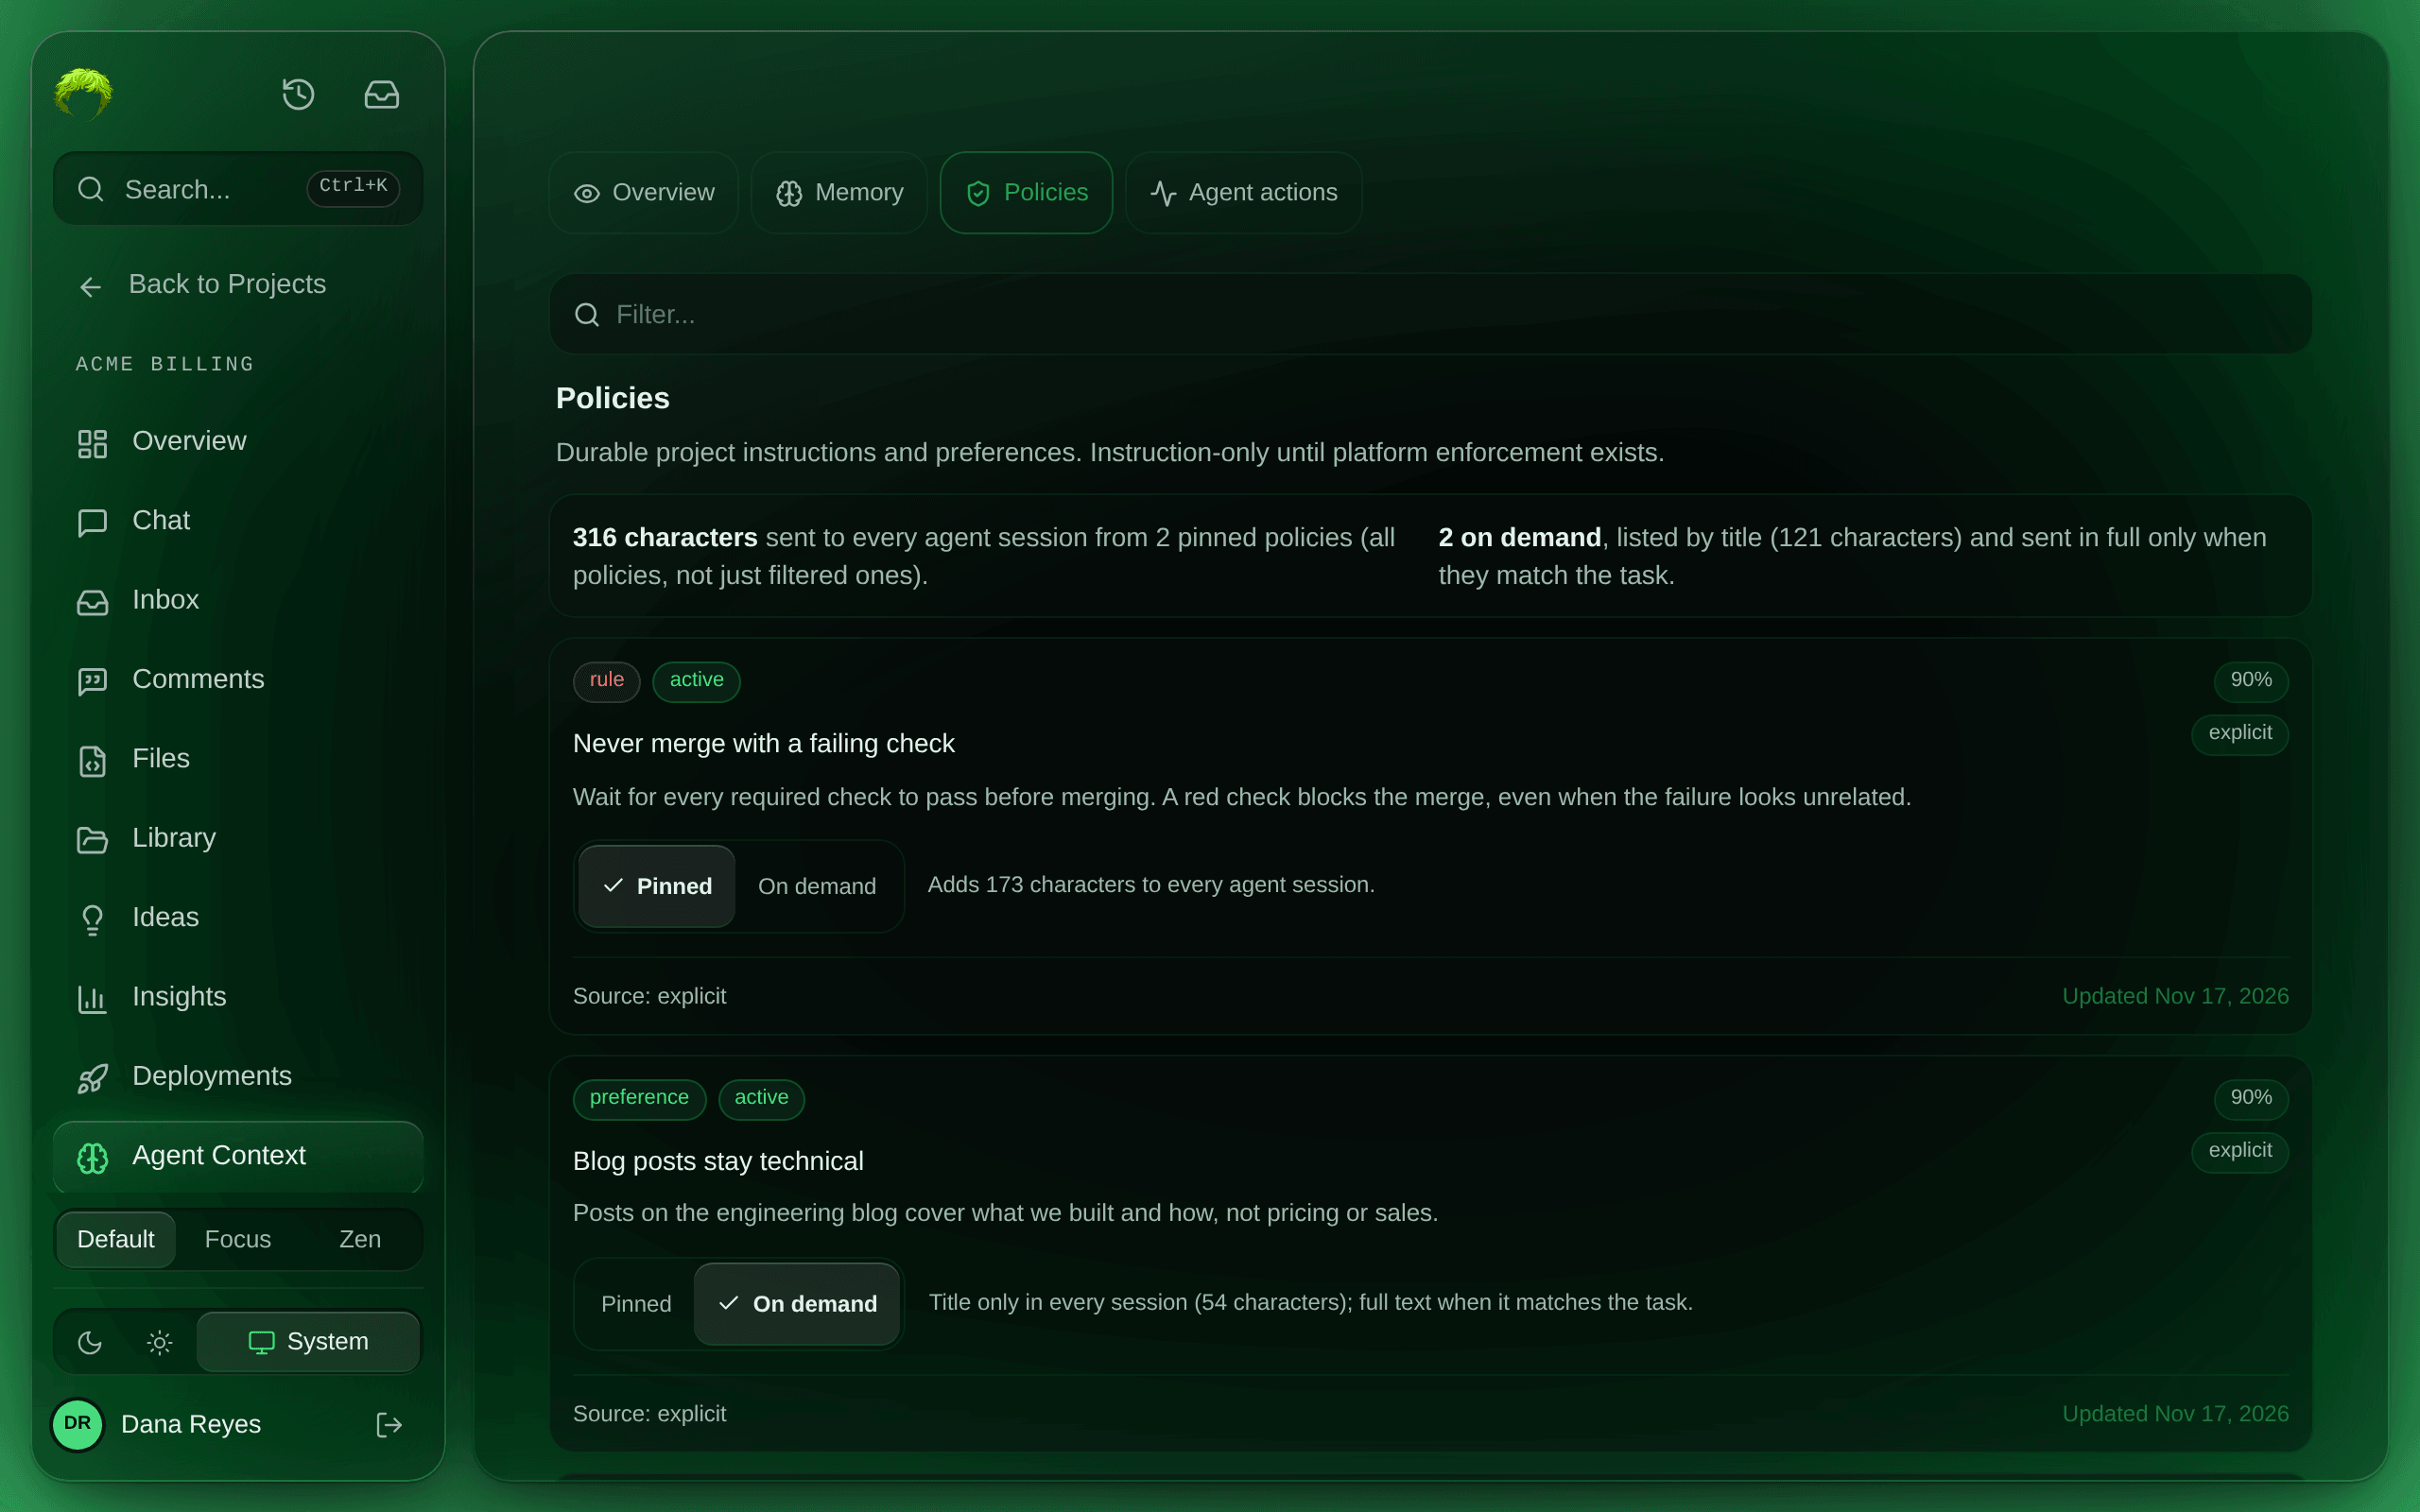 Search...
Ctrl+K
Back to Projects
ACME BILLING
Overview
Chat
Inbox
Comments
Files
Library
Ideas
Insights
Deployments
Agent Context
Default
Focus
Zen
System
DR
Dana Reyes
Overview
Memory
Policies
Agent actions
Filter...
Policies
Durable project instructions and preferences. Instruction-only until platform enforcement exists.
316 characters sent to every agent session from 2 pinned policies (all
policies, not just filtered ones).
2 on demand, listed by title (121 characters) and sent in full only when
they match the task.
rule
active
90%
explicit
Never merge with a failing check
Wait for every required check to pass before merging. A red check blocks the merge, even when the failure looks unrelated.
Pinned
On demand
Adds 173 characters to every agent session.
Source: explicit
Updated Nov 17, 2026
preference
active
90%
explicit
Blog posts stay technical
Posts on the engineering blog cover what we built and how, not pricing or sales.
Pinned
On demand
Title only in every session (54 characters); full text when it matches the task.
Source: explicit
Updated Nov 17, 2026